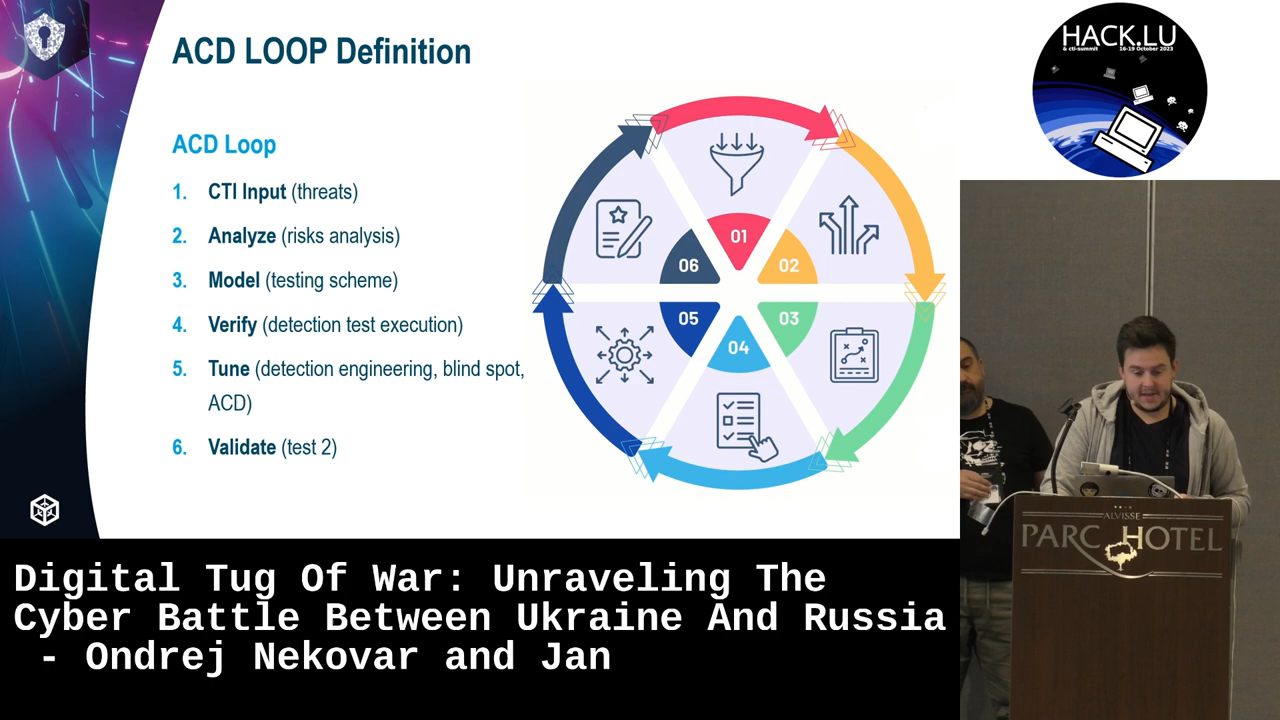 ACD LOOP Definition
ACD Loop
1. CTI Input (threats)
2. Analyze (risks analysis)
3. Model (testing scheme)
4. Verify (detection test execution)
5. Tune (detection engineering, blind spot,
ACD)
6. Validate (test 2)
01
02
03
04
05
06
HACK.LU
& cti-summit 16-19 October 2023
ALVISSE
PARC HOTEL
Digital Tug Of War: Unraveling The
Cyber Battle Between Ukraine And Russia
- Ondrej Nekovar and Jan